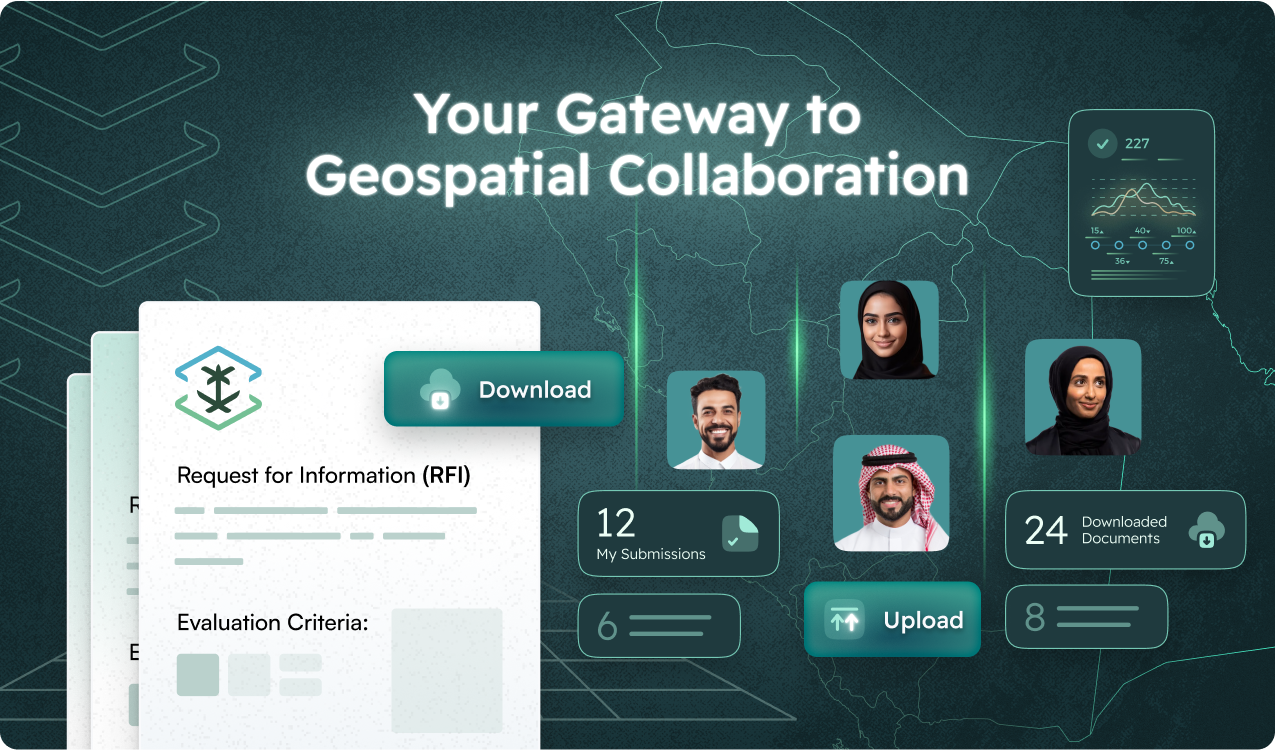 Your Gateway to
Geospatial Collaboration
227
15▲
40▼
100▲
36▼
75▲
Download
Request for Information (RFI)
R
Evaluation Criteria:
E
12
My Submissions
6
Upload
24
Downloaded
Documents
8